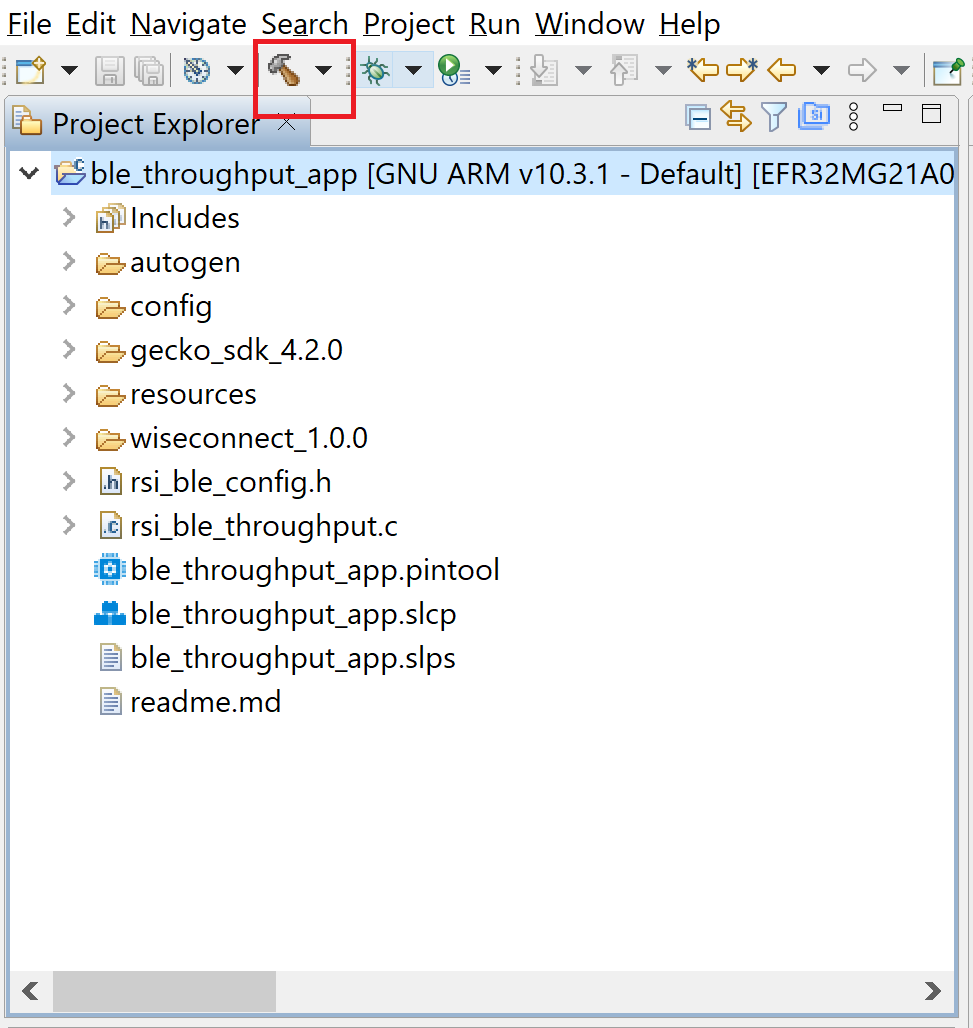 File Edit Navigate Search Project Run Window Help
Project Explorer
ble_throughput_app [GNU ARM v10.3.1 - Default] [EFR32MG21A0
Includes
autogen
config
gecko_sdk_4.2.0
resources
wiseconnect_1.0.0
rsi_ble_config.h
rsi_ble_throughput.c
ble_throughput_app.pintool
ble_throughput_app.slcp
ble_throughput_app.slps
readme.md